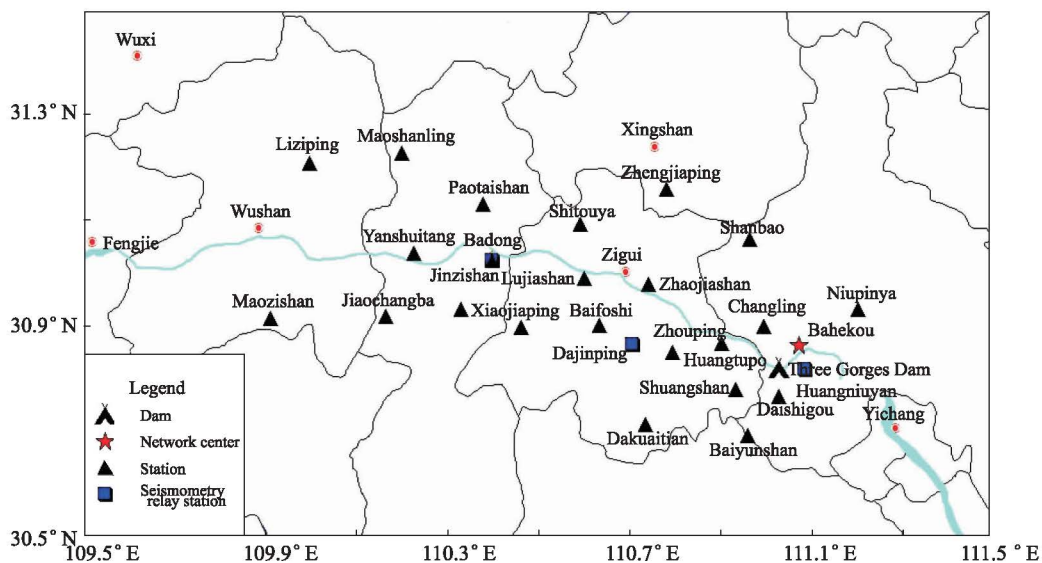 Wuxi
31.3° N
Maoshanling
Xingshan
Liziping
Zhengjiaping
Paotaishan
Shitouya
Wushan
Shanbao
Fengjie
Yanshuitang
Badong
Zigui
Jinzishan
Lujiashan
Zhaojiashan
Maozishan
Jiaochangba
Xiaojiaping
Baifoshi
Changling
Niupinya
30.9° N
Zhouping
Bahekou
Dajinping
Huangtupo
Three Gorges Dam
Shuangshan
Huangniuyan
Daishigou
Yichang
Dakuaitian
Baiyunshan
Legend
Dam
Network center
Station
Seismometry
relay station
30.5° N
109.5° E
109.9° E
110.3° E
110.7° E
111.1° E
111.5° E